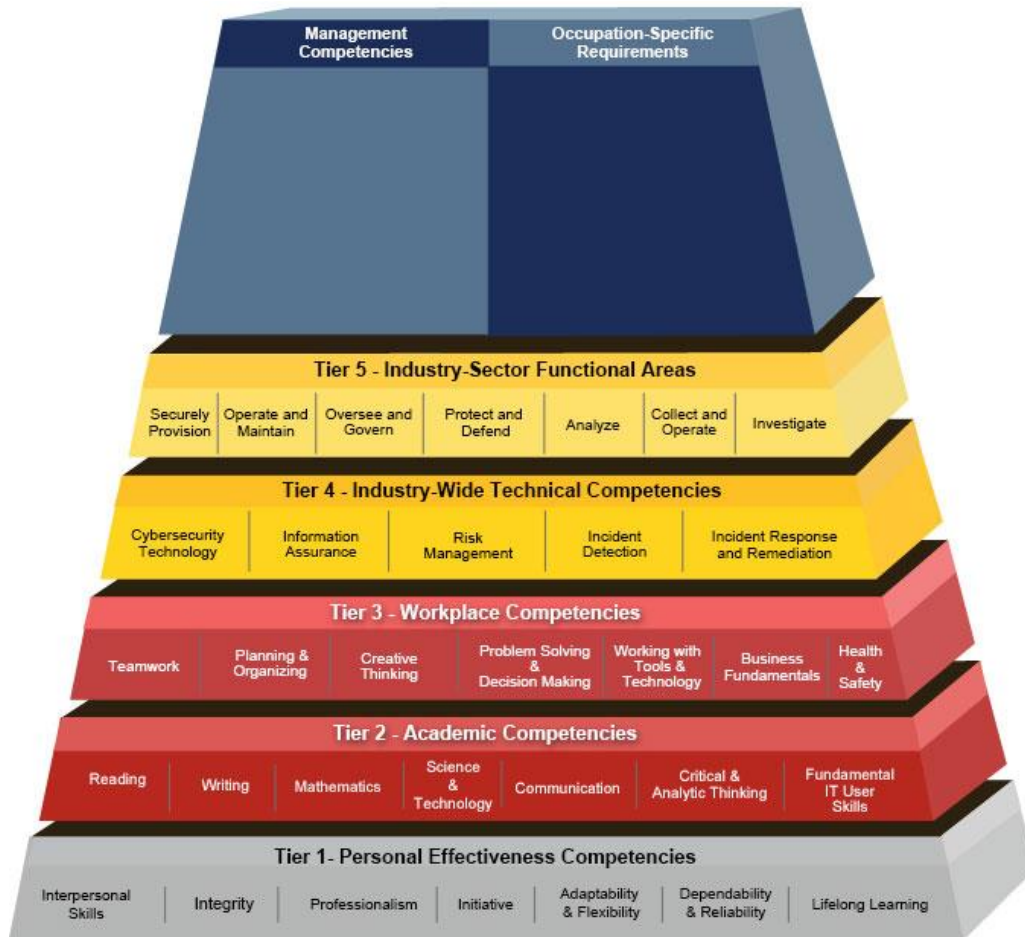 Management
Competencies
Occupation-Specific
Requirements
Tier 5 - Industry-Sector Functional Areas
Securely
Provision
Operate and
Maintain
Oversee and
Govern
Protect and
Defend
Analyze
Collect and
Operate
Investigate
Tier 4 - Industry-Wide Technical Competencies
Cybersecurity
Technology
Information
Assurance
Risk
Management
Incident
Detection
Incident Response
and Remediation
Tier 3 - Workplace Competencies
Teamwork
Planning &
Organizing
Creative
Thinking
Problem Solving
&
Decision Making
Working with
Tools &
Technology
Business
Fundamentals
Health
&
Safety
Tier 2 - Academic Competencies
Reading
Writing
Mathematics
Science
&
Technology
Communication
Critical &
Analytic Thinking
Fundamental
IT User
Skills
Tier 1- Personal Effectiveness Competencies
Interpersonal
Skills
Integrity
Professionalism
Initiative
Adaptability
& Flexibility
Dependability
& Reliability
Lifelong Learning